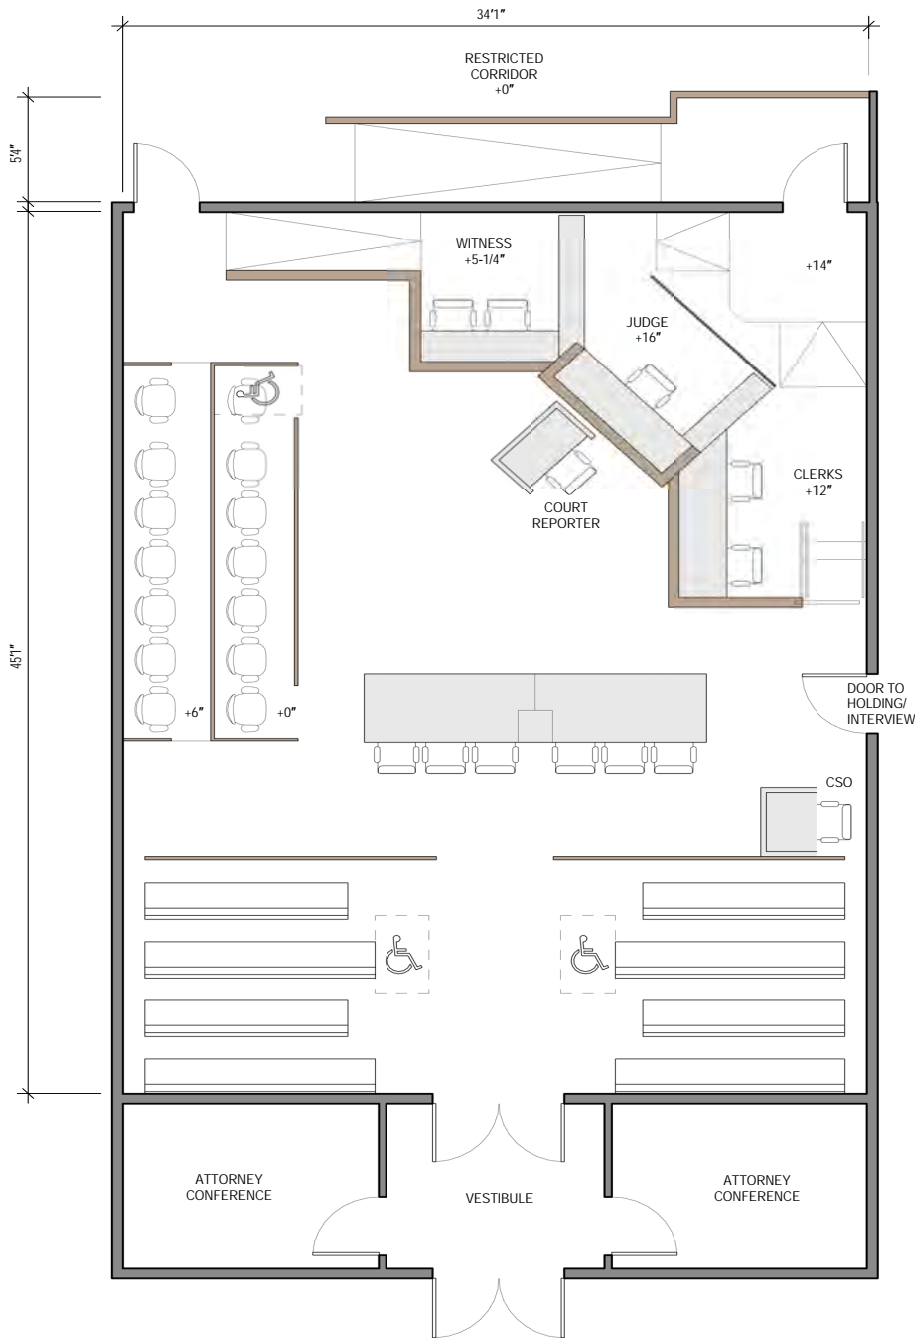 34'1"
RESTRICTED
CORRIDOR
+0"
5'4"
WITNESS
+5-1/4"
+14"
JUDGE
+16"
CLERKS
+12"
COURT
REPORTER
45'1"
+6"
+0"
DOOR TO
HOLDING/
INTERVIEW
CSO
ATTORNEY
CONFERENCE
VESTIBULE
ATTORNEY
CONFERENCE